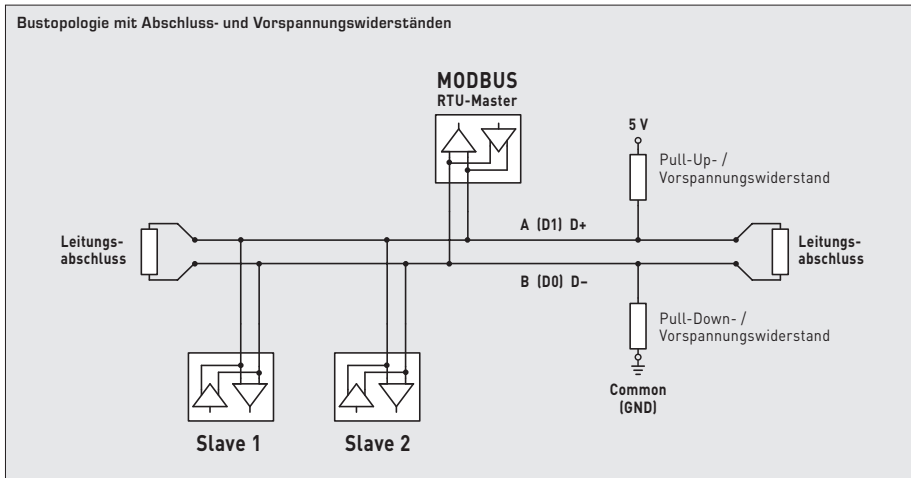 Bustopologie mit Abschluss- und Vorspannungswiderständen
MODBUS
RTU-Master
5 V
Pull-Up- /
Vorspannungswiderstand
A (D1) D+
Leitungs-
abschluss
Leitungs-
abschluss
B (D0) D–
Pull-Down- /
Vorspannungswiderstand
Common
(GND)
Slave 1
Slave 2